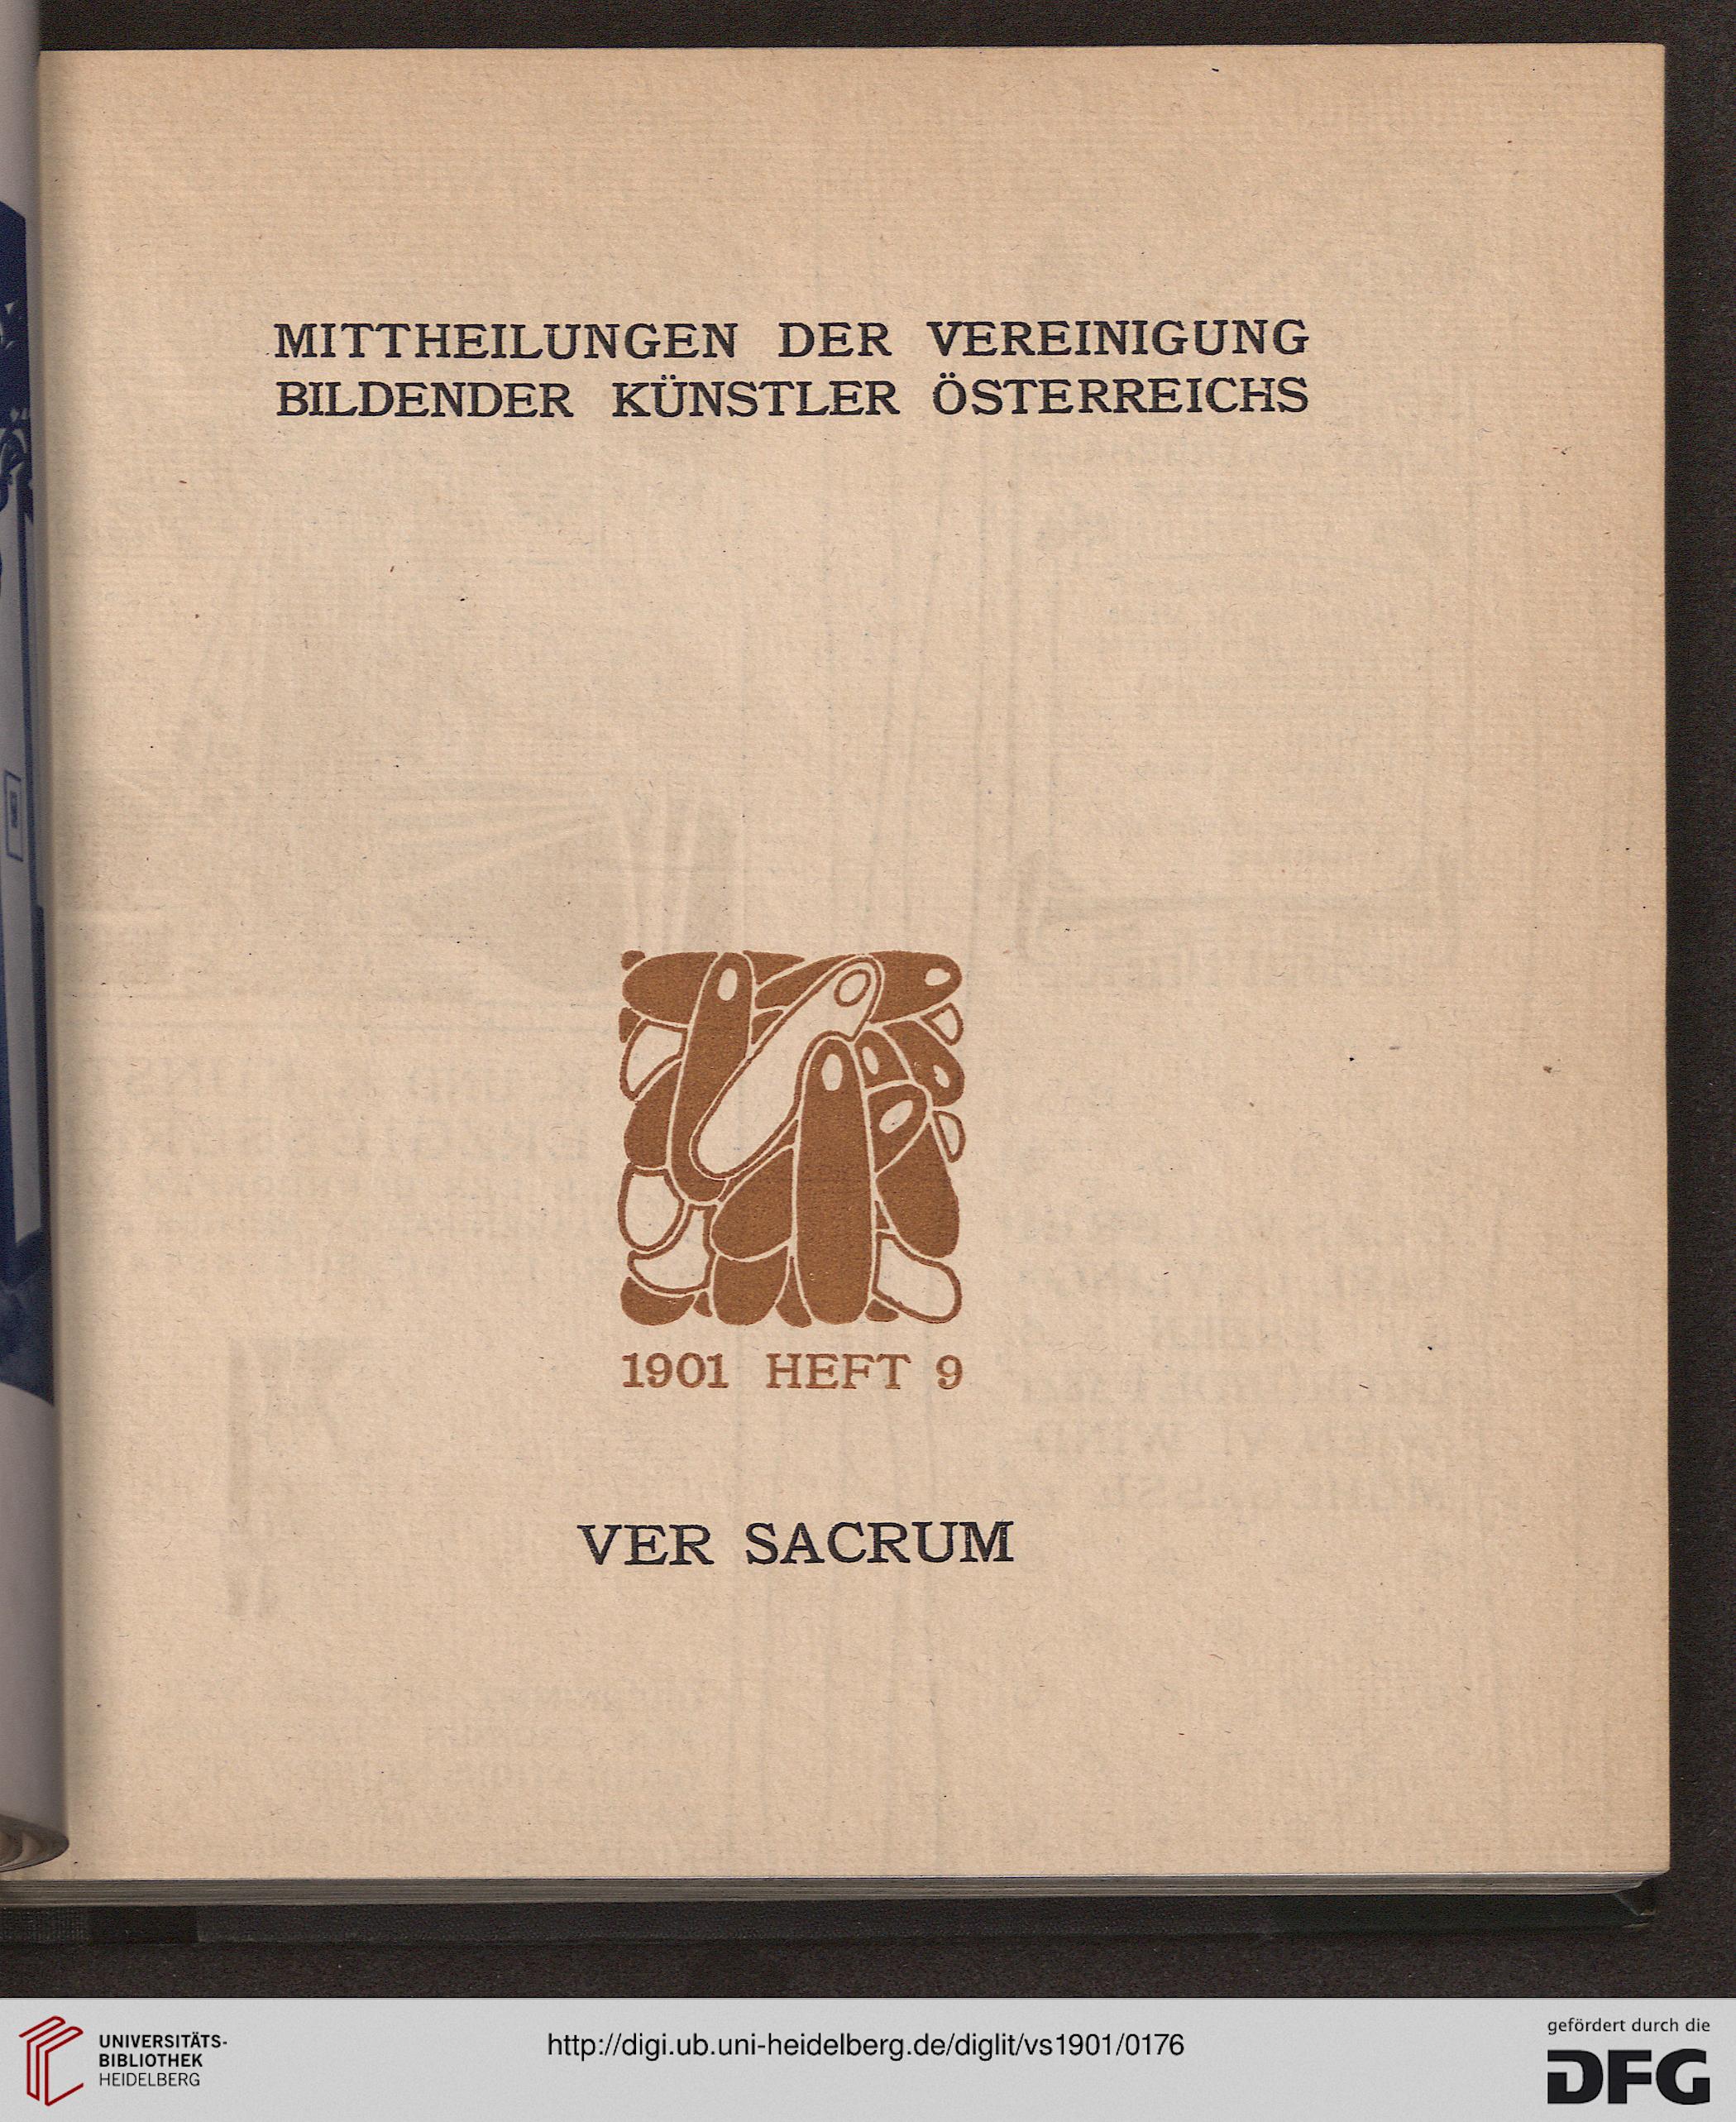 MITTHEILUNGEN DER VEREINIGUNG
BILDENDER KÜNSTLER ÖSTERREICHS
1901 HEFT 9
VER SACRUM
UNIVERSITÄTS-
BIBLIOTHEK
HEIDELBERG
http://digi.ub.uni-heidelberg.de/diglit/vs1901/0176
gefördert durch die
DFG